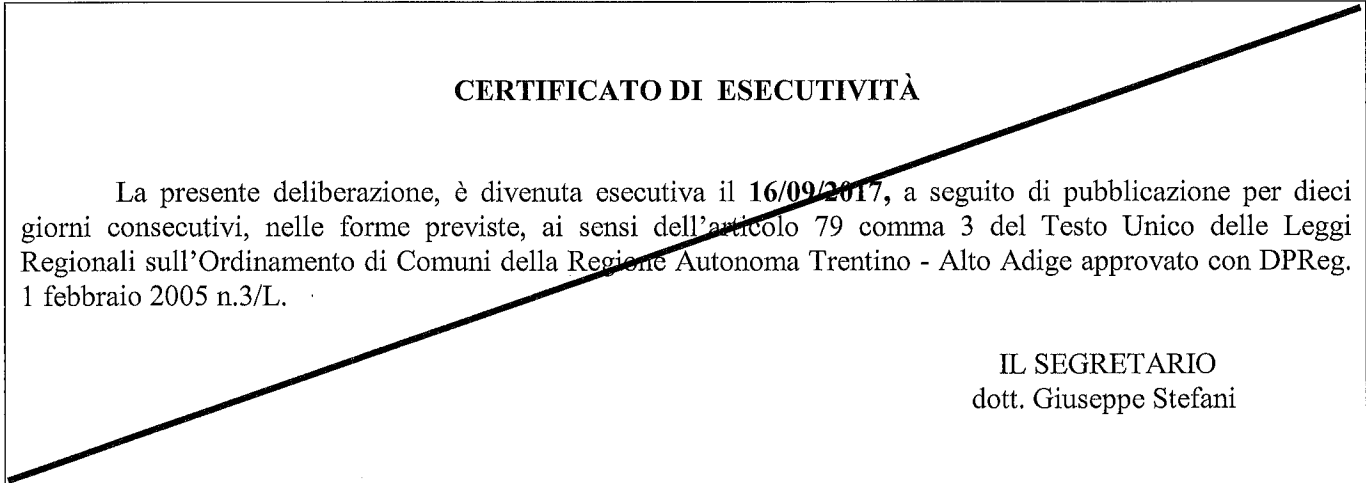 CERTIFICATO DI ESECUTIVITÀ
La presente deliberazione, è divenuta esecutiva il 16/09/2017, a seguito di pubblicazione per dieci
giorni consecutivi, nelle forme previste, ai sensi dell'articolo 79 comma 3 del Testo Unico delle Leggi
Regionali sull'Ordinamento di Comuni della Regione Autonoma Trentino - Alto Adige approvato con DPReg.
1 febbraio 2005 n.3/L.
IL SEGRETARIO
dott. Giuseppe Stefani